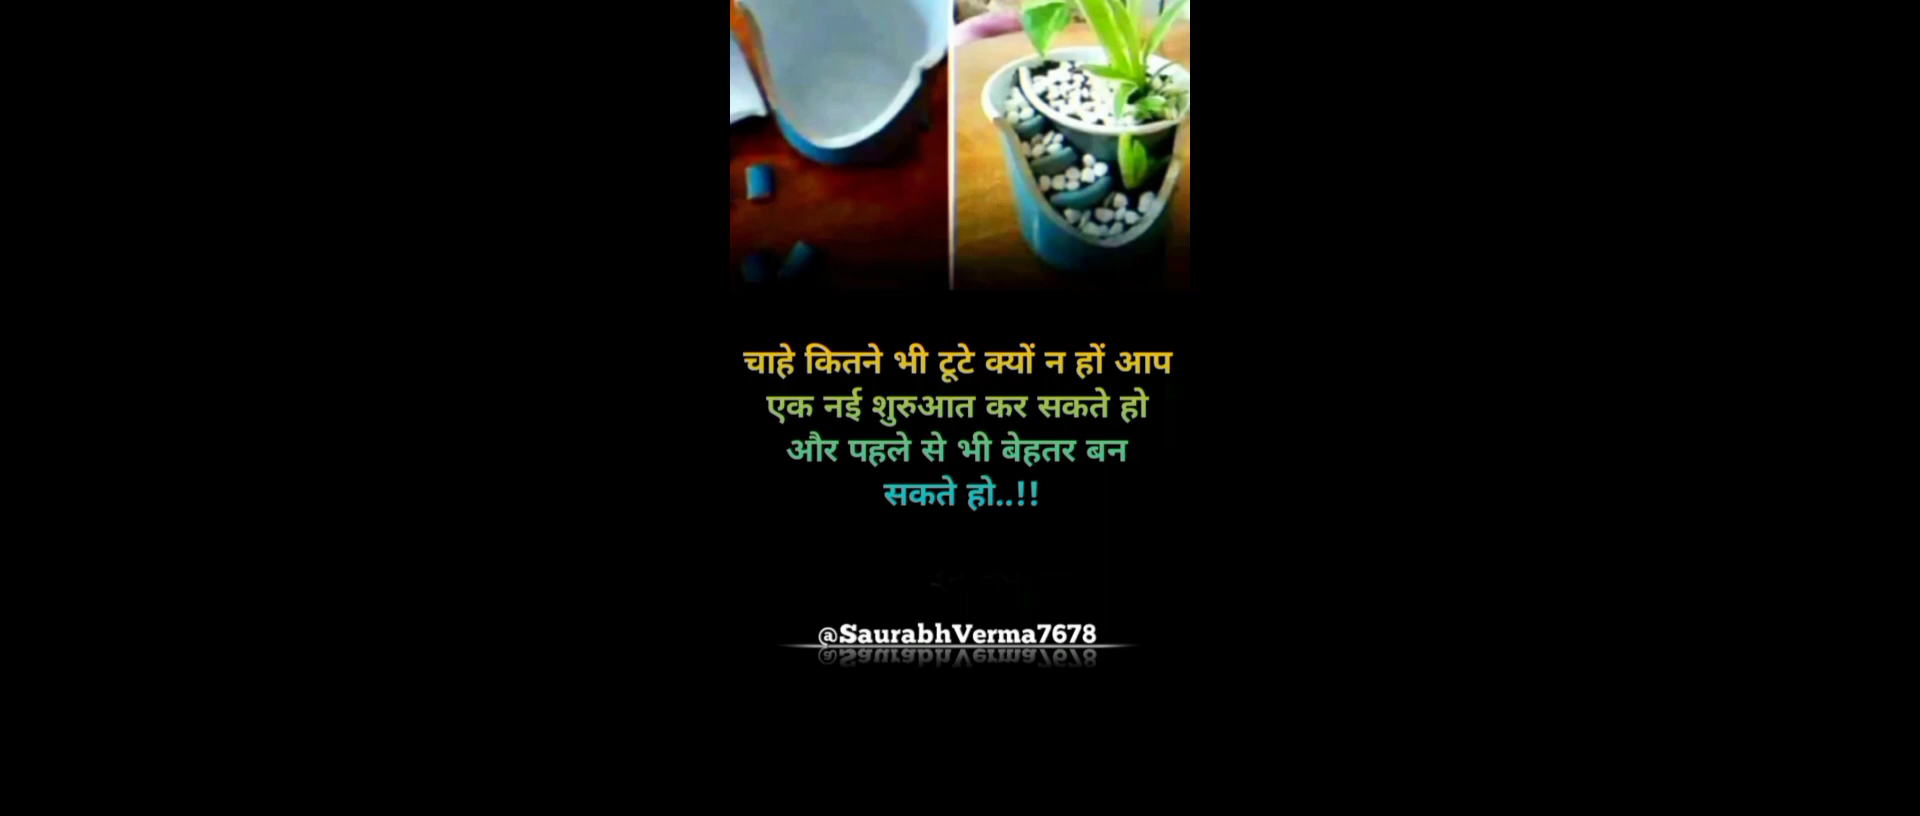 चाहे कितने भी टूटे क्यों न हों आप
एक नई शुरुआत कर सकते हो
और पहले से भी बेहतर बन
सकते हो..!!
@SaurabhVerma7678